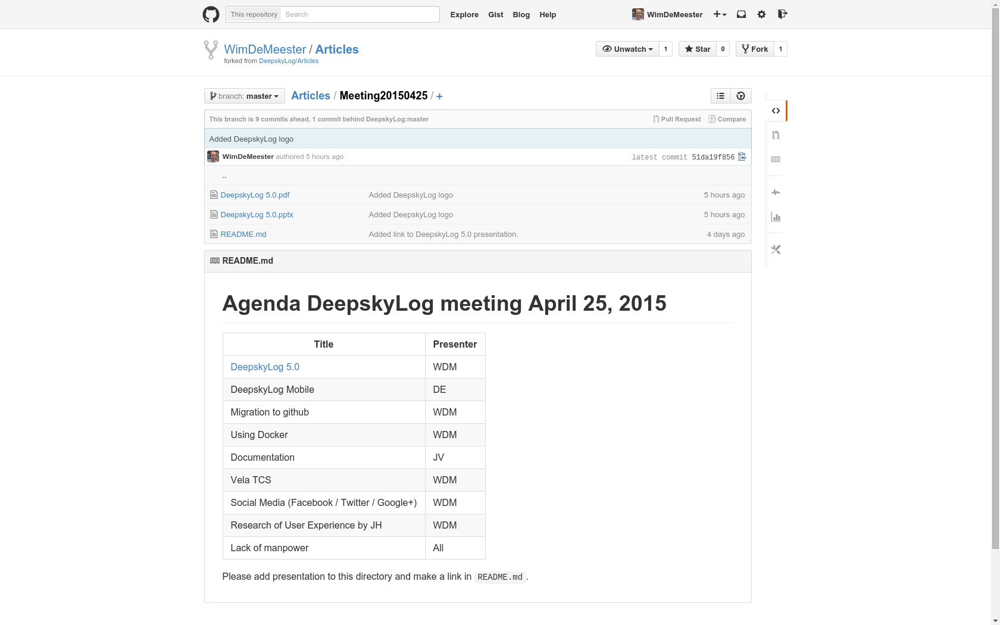 This repository Search Explore Gist Blog Help WimDeMeester
WimDeMeester / Articles Unwatch 1 Star 0 Fork 1
forked from DeepskyLog/Articles
branch: master Articles / Meeting20150425 / +
This branch is 9 commits ahead, 1 commit behind DeepskyLog:master Pull Request Compare
Added DeepskyLog logo
WimDeMeester authored 5 hours ago latest commit 51da19f856
..
DeepskyLog 5.0.pdf Added DeepskyLog logo 5 hours ago
DeepskyLog 5.0.pptx Added DeepskyLog logo 5 hours ago
README.md Added link to DeepskyLog 5.0 presentation. 4 days ago
README.md
Agenda DeepskyLog meeting April 25, 2015
Title Presenter
DeepskyLog 5.0 WDM
DeepskyLog Mobile DE
Migration to github WDM
Using Docker WDM
Documentation JV
Vela TCS WDM
Social Media (Facebook / Twitter / Google+) WDM
Research of User Experience by JH WDM
Lack of manpower All
Please add presentation to this directory and make a link in README.md.